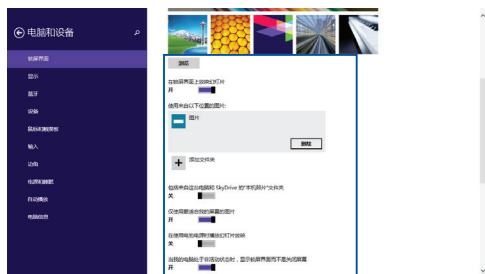 电脑和设备
锁屏界面
显示
蓝牙
设备
鼠标和触摸板
输入
边角
电源和睡眠
自动播放
电脑信息
浏览
在锁屏界面上放映幻灯片
开
使用来自以下位置的图片:
图片
删除
添加文件夹
包括来自这台电脑和 SkyDrive 的“本机照片”文件夹
关
仅使用最适合我的屏幕的图片
开
在使用电池电源时播放幻灯片放映
关
当我的电脑处于非活动状态时，显示锁屏界面而不是关闭屏幕
开